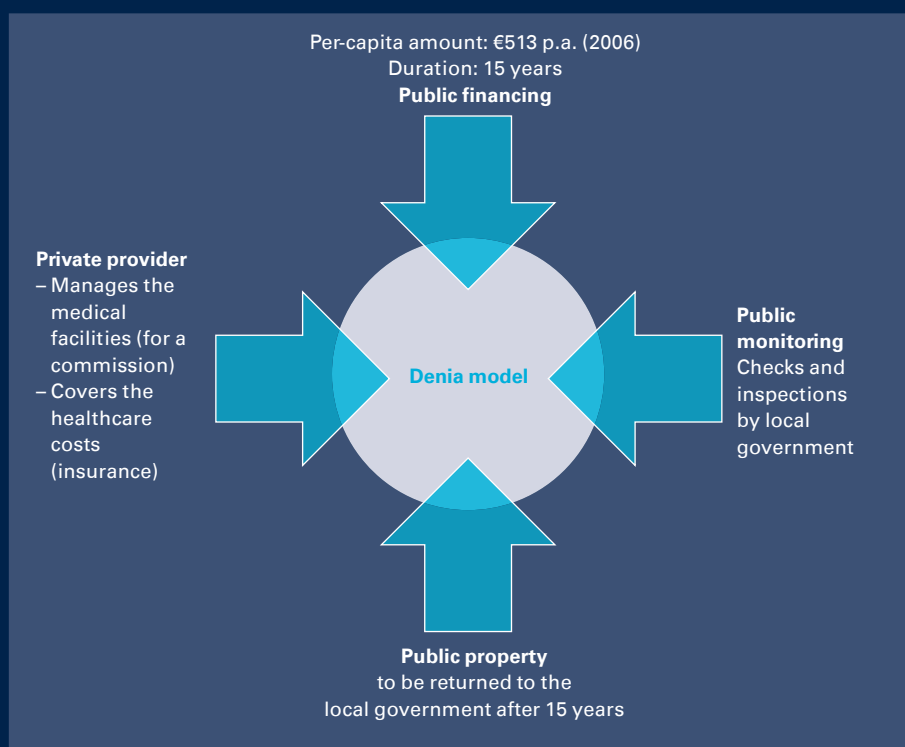 Per-capita amount: €513 p.a. (2006)
Duration: 15 years
Public financing
Private provider
– Manages the
medical
facilities (for a
commission)
– Covers the
healthcare
costs
(insurance)
Denia model
Public
monitoring
Checks and
inspections
by local
government
Public property
to be returned to the
local government after 15 years